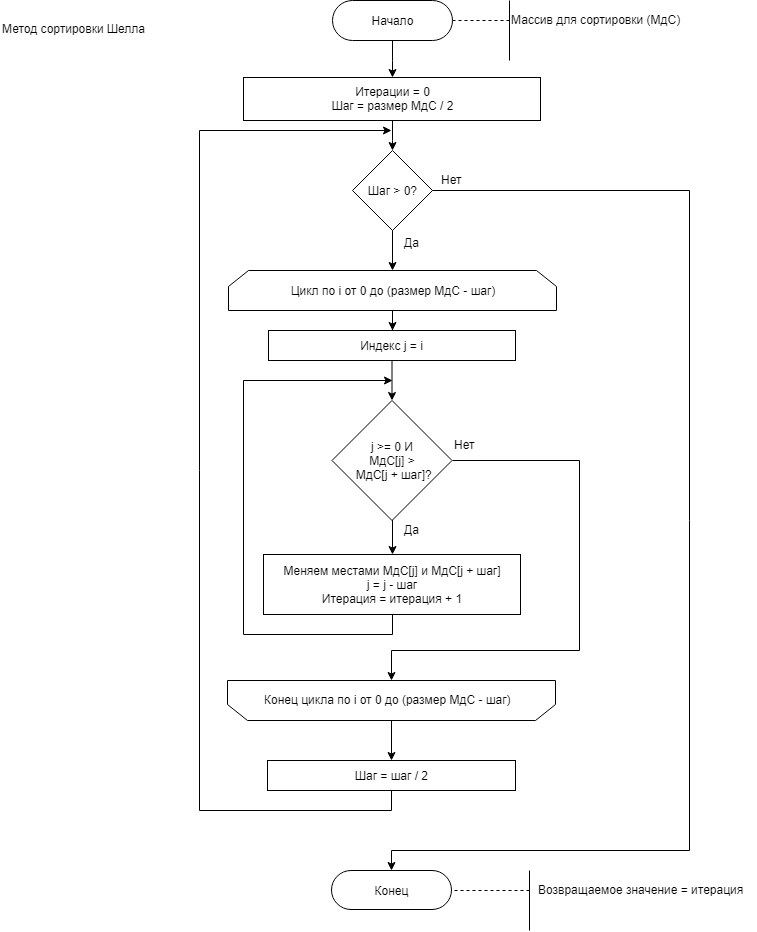 Начало
Массив для сортировки (МдС)
Метод сортировки Шелла
Итерации = 0
Шаг = размер МдС / 2
Шаг > 0?
Нет
Да
Цикл по i от 0 до (размер МдС - шаг)
Индекс j = i
j >= 0 И
МдС[j] >
МдС[j + шаг]?
Нет
Да
Меняем местами МдС[j] и МдС[j + шаг]
j = j - шаг
Итерация = итерация + 1
Конец цикла по i от 0 до (размер МдС - шаг)
Шаг = шаг / 2
Конец
Возвращаемое значение = итерация